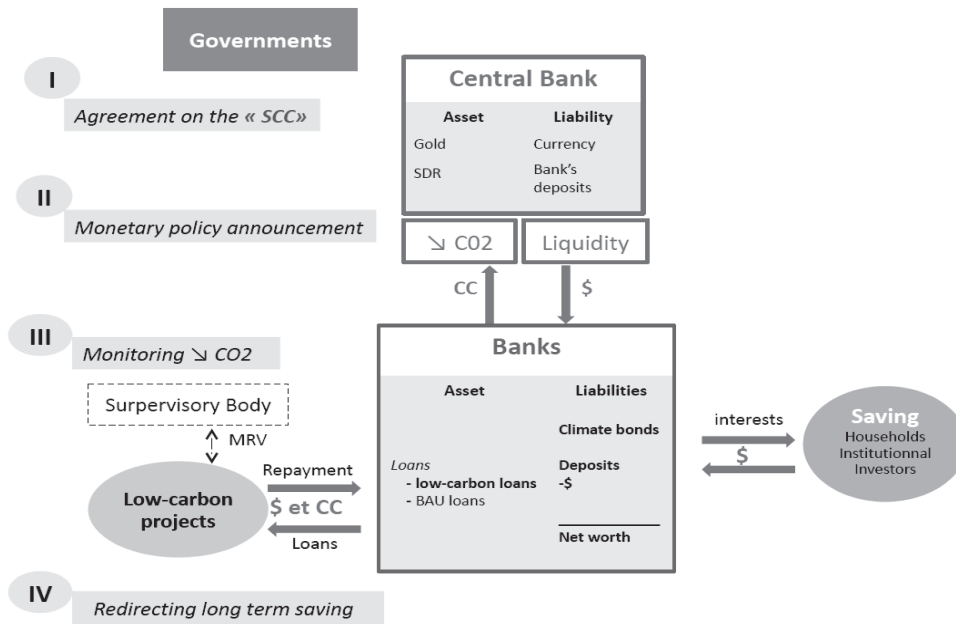 Governments
I
Agreement on the « SCC»
II
Monetary policy announcement
Central Bank
Asset Liability
Gold Currency
SDR Bank's
deposits
↘ C02 Liquidity
CC $
III
Monitoring ↘ CO2
Surpervisory Body
MRV
Low-carbon
projects
Repayment
$ et CC
Loans
Banks
Asset Liabilities
Climate bonds
Loans Deposits
- low-carbon loans -$
- BAU loans
Net worth
interests
$
Saving
Households
Institutionnal
Investors
IV
Redirecting long term saving